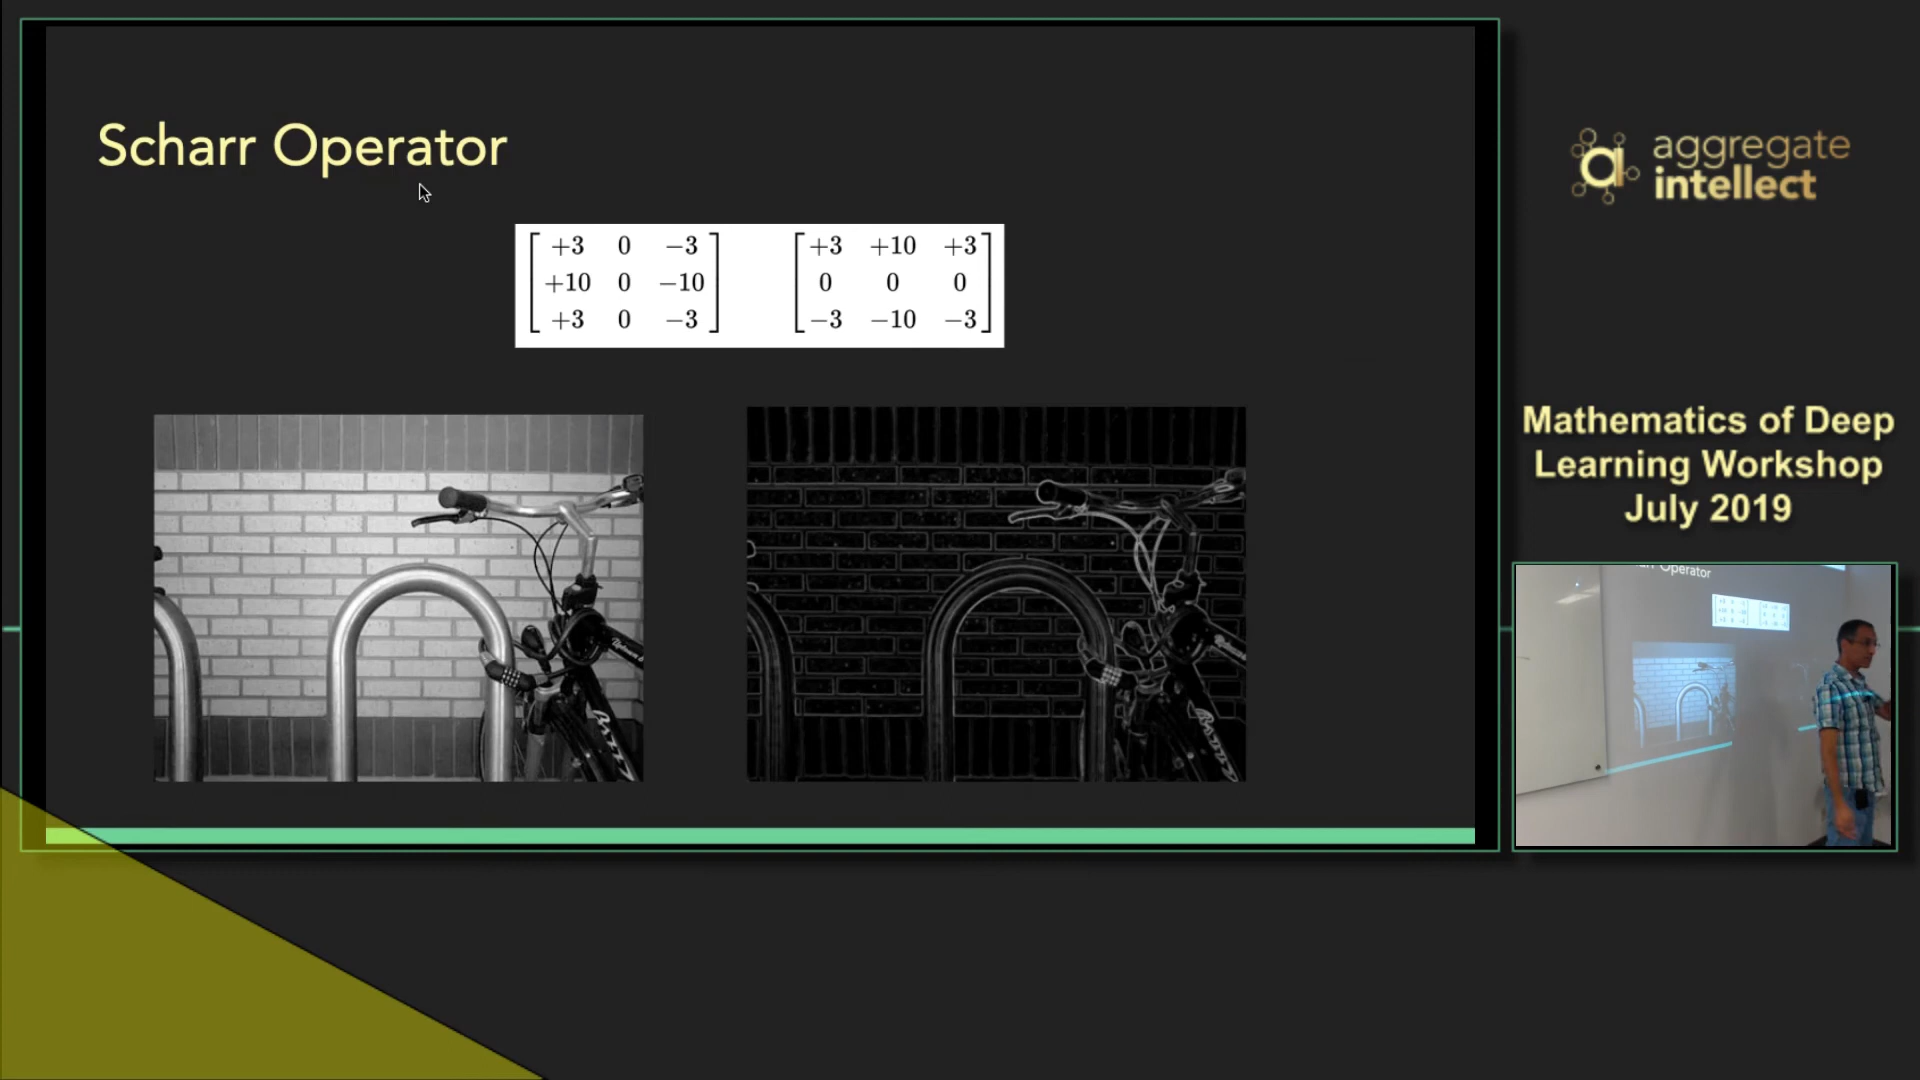 Scharr Operator
+3 0 −3
+10 0 −10
+3 0 −3
+3 +10 +3
0 0 0
−3 −10 −3
aggregate
intellect
Mathematics of Deep
Learning Workshop
July 2019
Operator